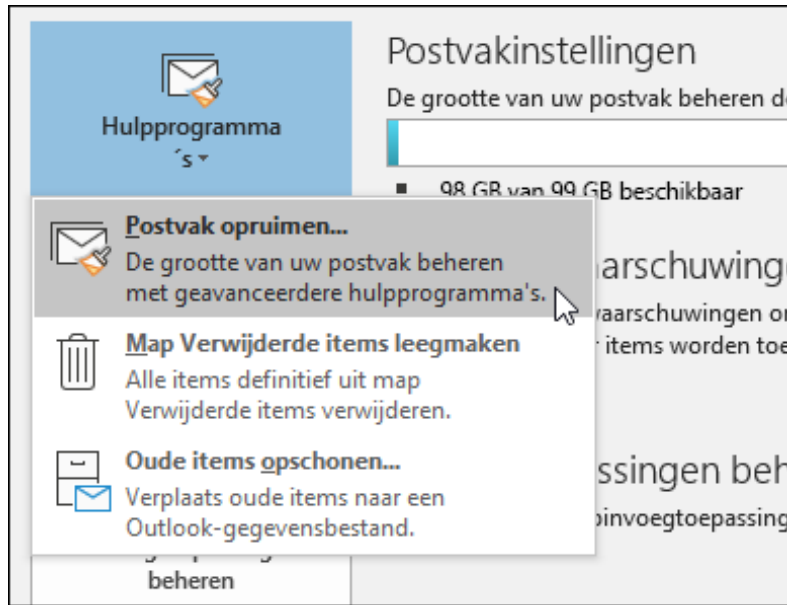 Hulpprogramma
´s
Postvakinstellingen
De grootte van uw postvak beheren
98 GB van 99 GB beschikbaar
Postvak opruimen...
De grootte van uw postvak beheren
met geavanceerdere hulpprogramma's.
Map Verwijderde items leegmaken
Alle items definitief uit map
Verwijderde items verwijderen.
Oude items opschonen...
Verplaats oude items naar een
Outlook-gegevensbestand.
items worden
beheren